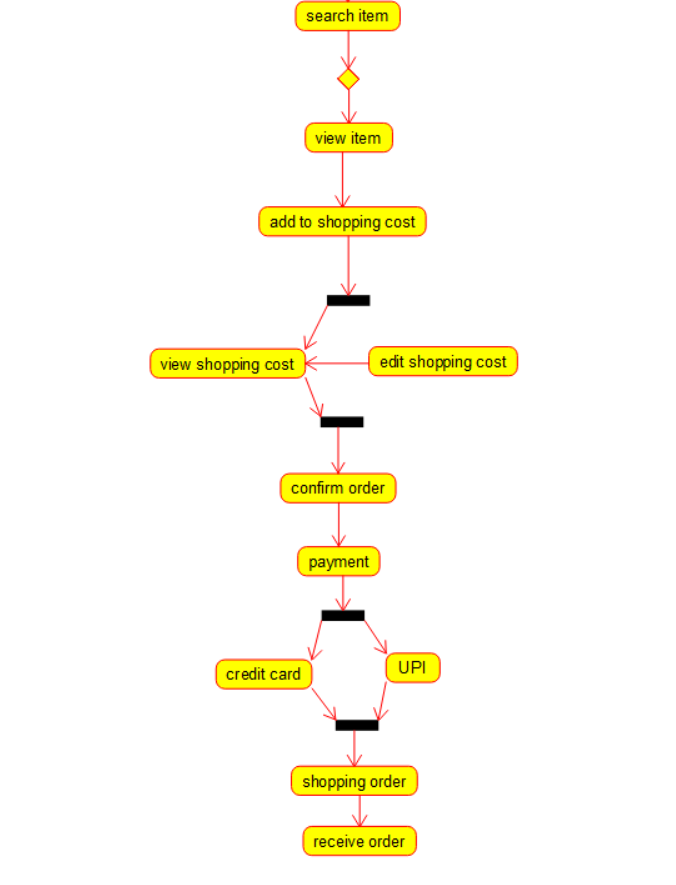 search item
view item
add to shopping cost
view shopping cost
edit shopping cost
confirm order
payment
credit card
UPI
shopping order
receive order